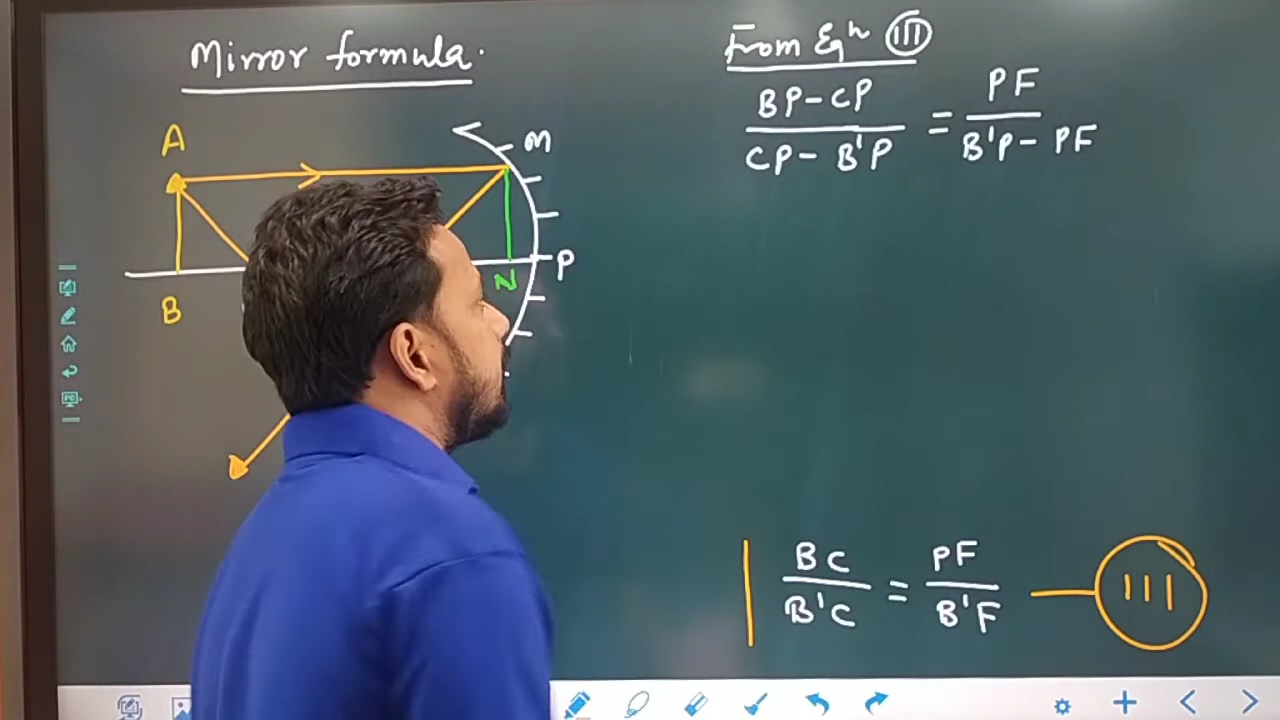 Mirror formula.
A
B
M
P
N
From Eqⁿ (III)
BP-CP / CP-B'P = PF / B'P-PF
BC / B'C = PF / B'F — (III)